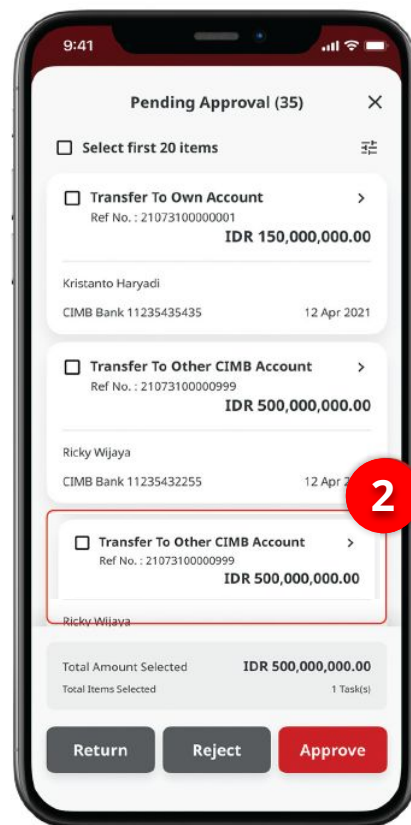 9:41
Pending Approval (35)
Select first 20 items
Transfer To Own Account
Ref No. : 21073100000001
IDR 150,000,000.00
Kristanto Haryadi
CIMB Bank 11235435435 12 Apr 2021
Transfer To Other CIMB Account
Ref No. : 21073100000999
IDR 500,000,000.00
Ricky Wijaya
CIMB Bank 11235432255 12 Apr
2
Transfer To Other CIMB Account
Ref No. : 21073100000999
IDR 500,000,000.00
Ricky Wijaya
Total Amount Selected IDR 500,000,000.00
Total Items Selected 1 Task(s)
Return Reject Approve